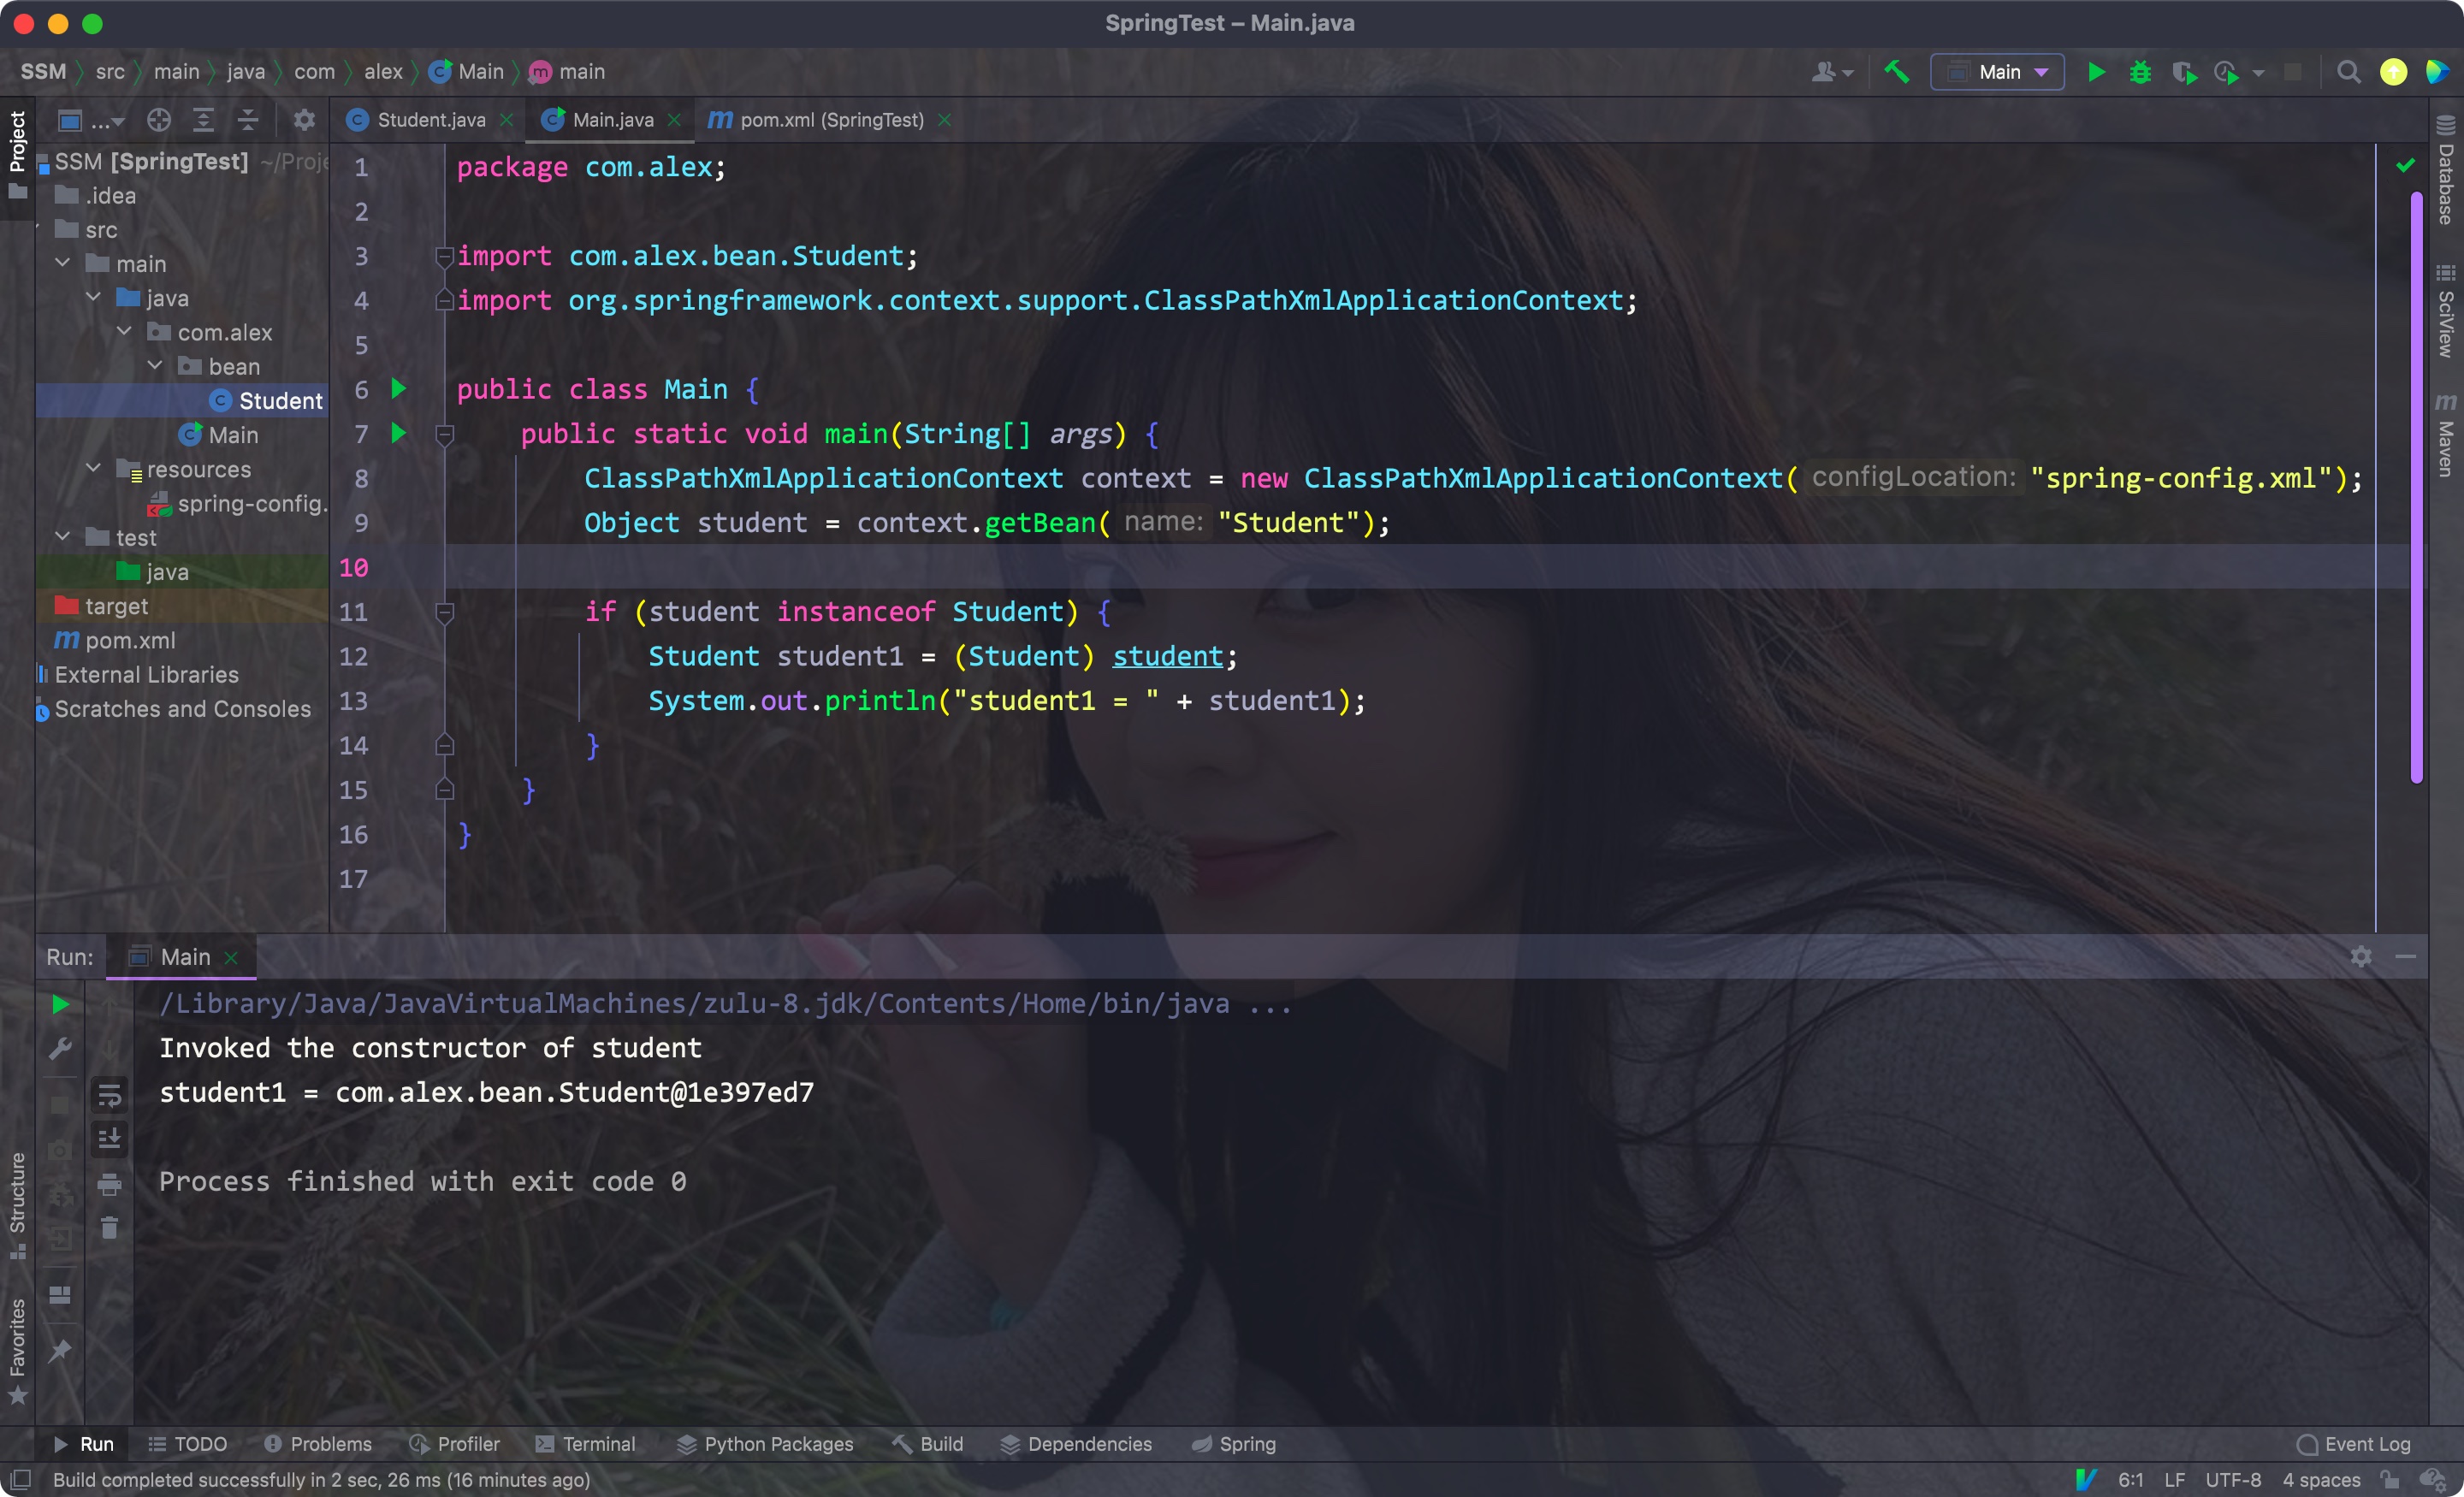 SpringTest – Main.java
SSM src main java com alex Main main
Main
Project
...
Student.java
Main.java
pom.xml (SpringTest)
SSM [SpringTest] ~/Proje
.idea
src
main
java
com.alex
bean
Student
Main
resources
spring-config.
test
java
target
pom.xml
External Libraries
Scratches and Consoles
1 package com.alex;
2
3 import com.alex.bean.Student;
4 import org.springframework.context.support.ClassPathXmlApplicationContext;
5
6 public class Main {
7 public static void main(String[] args) {
8 ClassPathXmlApplicationContext context = new ClassPathXmlApplicationContext( configLocation: "spring-config.xml");
9 Object student = context.getBean( name: "Student");
10
11 if (student instanceof Student) {
12 Student student1 = (Student) student;
13 System.out.println("student1 = " + student1);
14 }
15 }
16 }
17
Database
SciView
Maven
Run: Main
/Library/Java/JavaVirtualMachines/zulu-8.jdk/Contents/Home/bin/java ...
Invoked the constructor of student
student1 = com.alex.bean.Student@1e397ed7
Process finished with exit code 0
Structure
Favorites
Run TODO Problems Profiler Terminal Python Packages Build Dependencies Spring Event Log
Build completed successfully in 2 sec, 26 ms (16 minutes ago) 6:1 LF UTF-8 4 spaces